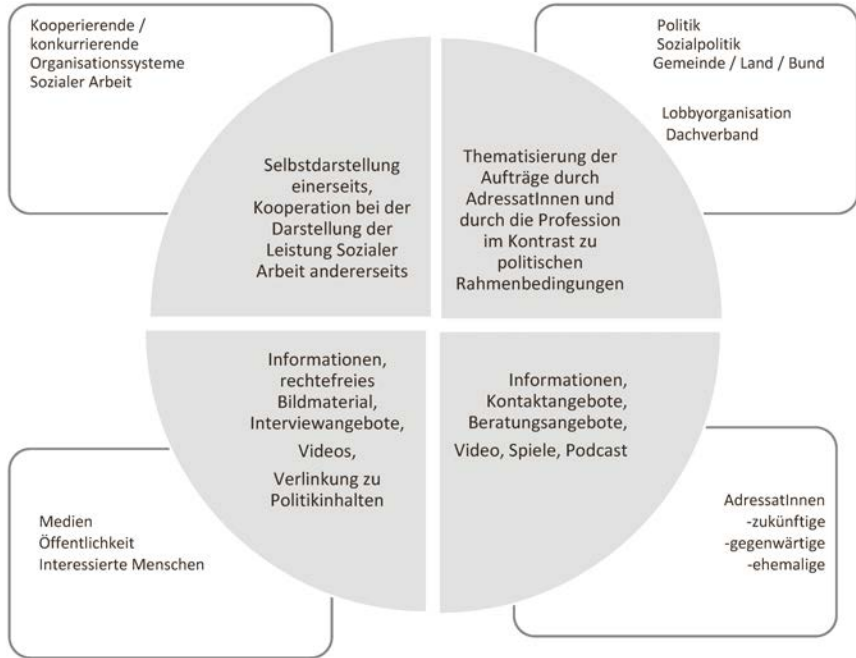 Kooperierende /
konkurrierende
Organisationssysteme
Sozialer Arbeit
Politik
Sozialpolitik
Gemeinde / Land / Bund
Lobbyorganisation
Dachverband
Selbstdarstellung
einerseits,
Kooperation bei der
Darstellung der
Leistung Sozialer
Arbeit andererseits
Thematisierung der
Aufträge durch
AdressatInnen und
durch die Profession
im Kontrast zu
politischen
Rahmenbedingungen
Informationen,
rechtefreies
Bildmaterial,
Interviewangebote,
Videos,
Verlinkung zu
Politikinhalten
Informationen,
Kontaktangebote,
Beratungsangebote,
Video, Spiele, Podcast
Medien
Öffentlichkeit
Interessierte Menschen
AdressatInnen
-zukünftige
-gegenwärtige
-ehemalige